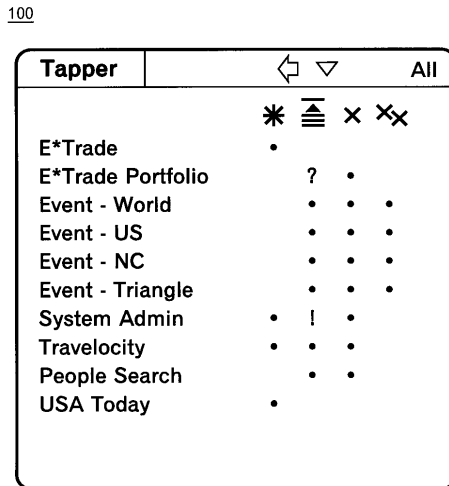 100
Tapper All
E*Trade •
E*Trade Portfolio ? •
Event - World • • •
Event - US • • •
Event - NC • • •
Event - Triangle • • •
System Admin • ! •
Travelocity • • •
People Search • •
USA Today •